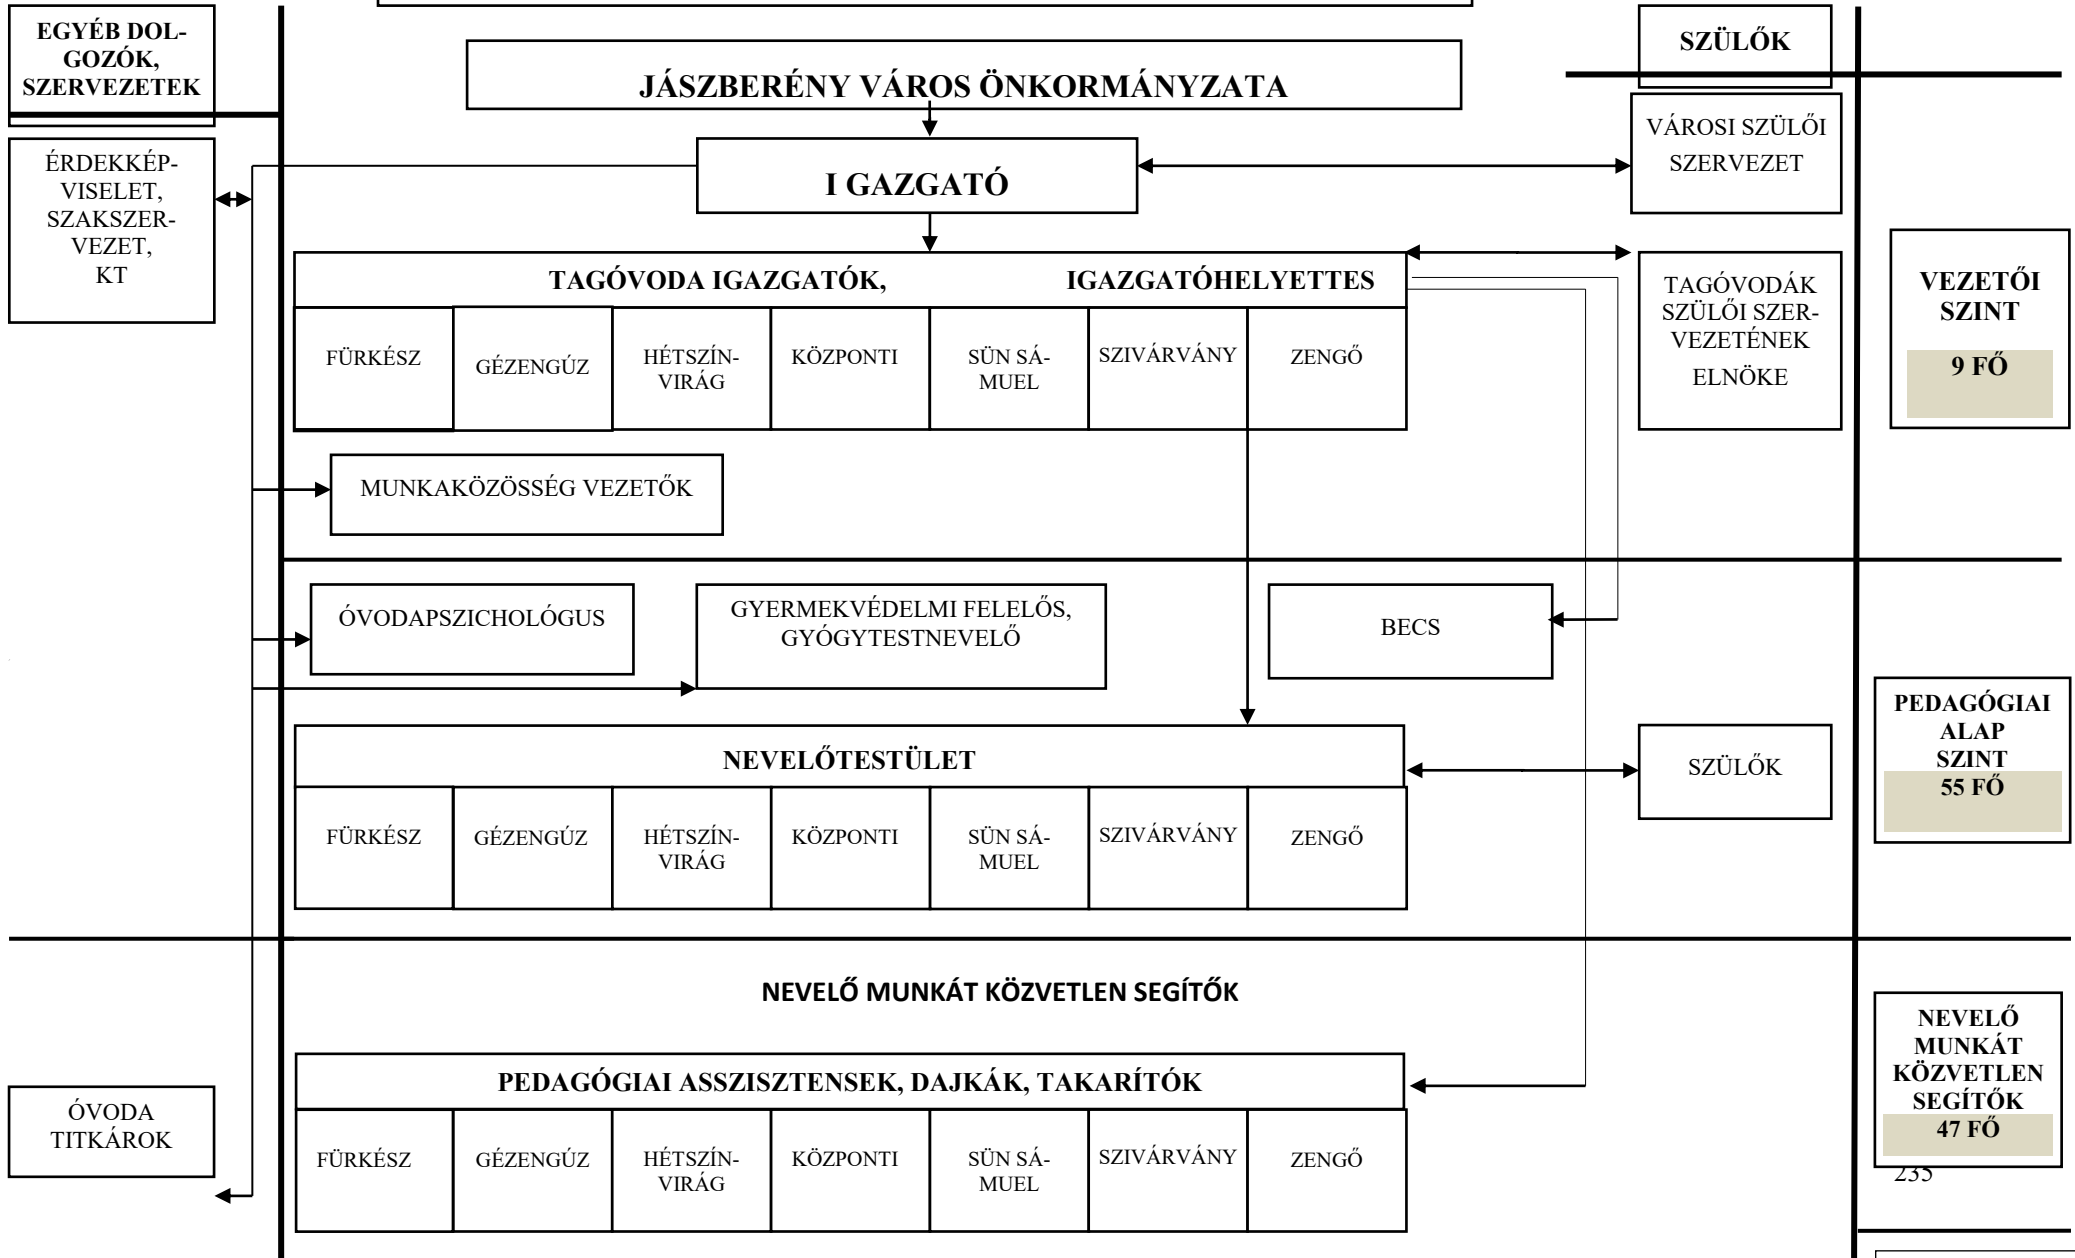 EGYÉB DOL-
GOZÓK,
SZERVEZETEK
SZÜLŐK
JÁSZBERÉNY VÁROS ÖNKORMÁNYZATA
VÁROSI SZÜLŐI
SZERVEZET
ÉRDEKKÉP-
VISELET,
SZAKSZER-
VEZET,
KT
I GAZGATÓ
TAGÓVODA IGAZGATÓK, IGAZGATÓHELYETTES
FÜRKÉSZ
GÉZENGÚZ
HÉTSZÍN-
VIRÁG
KÖZPONTI
SÜN SÁ-
MUEL
SZIVÁRVÁNY
ZENGŐ
TAGÓVODÁK
SZÜLŐI SZER-
VEZETÉNEK
ELNÖKE
VEZETŐI
SZINT
9 FŐ
MUNKAKÖZÖSSÉG VEZETŐK
ÓVODAPSZICHOLÓGUS
GYERMEKVÉDELMI FELELŐS,
GYÓGYTESTNEVELŐ
BECS
NEVELŐTESTÜLET
FÜRKÉSZ
GÉZENGÚZ
HÉTSZÍN-
VIRÁG
KÖZPONTI
SÜN SÁ-
MUEL
SZIVÁRVÁNY
ZENGŐ
SZÜLŐK
PEDAGÓGIAI
ALAP
SZINT
55 FŐ
NEVELŐ MUNKÁT KÖZVETLEN SEGÍTŐK
PEDAGÓGIAI ASSZISZTENSEK, DAJKÁK, TAKARÍTÓK
FÜRKÉSZ
GÉZENGÚZ
HÉTSZÍN-
VIRÁG
KÖZPONTI
SÜN SÁ-
MUEL
SZIVÁRVÁNY
ZENGŐ
ÓVODA
TITKÁROK
NEVELŐ
MUNKÁT
KÖZVETLEN
SEGÍTŐK
47 FŐ
235